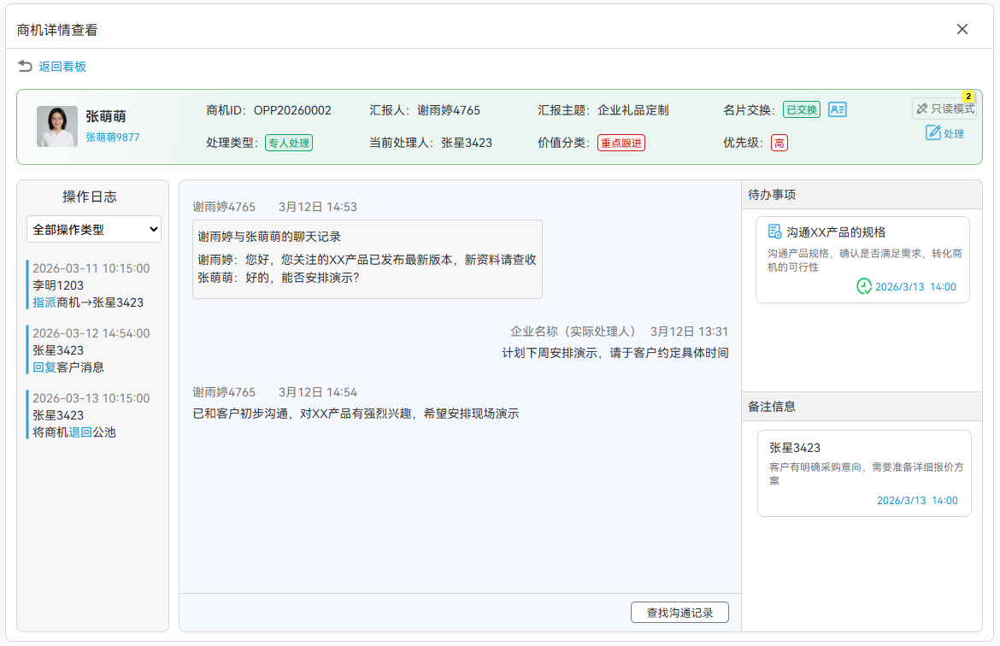 商机详情查看
返回看板
张萌萌
张萌萌9877
商机ID：OPP20260002
汇报人：谢雨婷4765
汇报主题：企业礼品定制
名片交换：已交换
2
只读模式
处理类型：专人处理
当前处理人：张星3423
价值分类：重点跟进
优先级：高
处理
操作日志
全部操作类型
2026-03-11 10:15:00
李明1203
指派商机→张星3423
2026-03-12 14:54:00
张星3423
回复客户消息
2026-03-13 10:15:00
张星3423
将商机退回公池
谢雨婷4765 3月12日 14:53
谢雨婷与张萌萌的聊天记录
谢雨婷：您好，您关注的XX产品已发布最新版本，新资料请查收
张萌萌：好的，能否安排演示？
企业名称（实际处理人） 3月12日 13:31
计划下周安排演示，请于客户约定具体时间
谢雨婷4765 3月12日 14:54
已和客户初步沟通，对XX产品有强烈兴趣，希望安排现场演示
查找沟通记录
待办事项
沟通XX产品的规格
沟通产品规格，确认是否满足需求，转化商
机的可行性
2026/3/13 14:00
备注信息
张星3423
客户有明确采购意向，需要准备详细报价方
案
2026/3/13 14:00